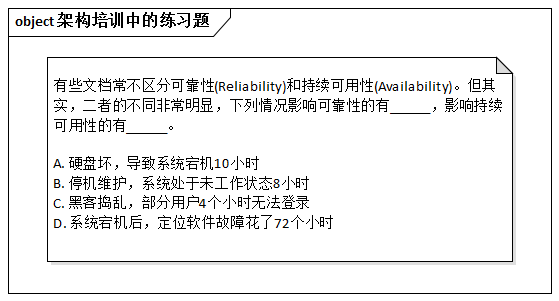 object 架构培训中的练习题
有些文档常不区分可靠性(Reliability)和持续可用性(Availability)。但其
实，二者的不同非常明显，下列情况影响可靠性的有______，影响持续
可用性的有______。
A. 硬盘坏，导致系统宕机10小时
B. 停机维护，系统处于未工作状态8小时
C. 黑客捣乱，部分用户4个小时无法登录
D. 系统宕机后，定位软件故障花了72个小时